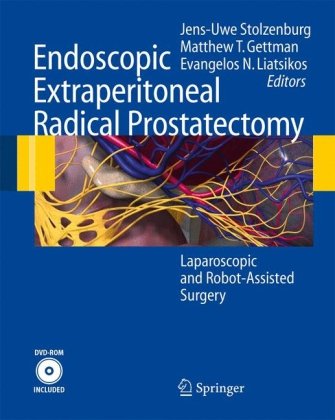 Jens-Uwe Stolzenburg
Matthew T. Gettman
Evangelos N. Liatsikos
Editors
Endoscopic
Extraperitoneal
Radical Prostatectomy
Laparoscopic
and Robot-Assisted
Surgery
DVD-ROM
INCLUDED
Springer